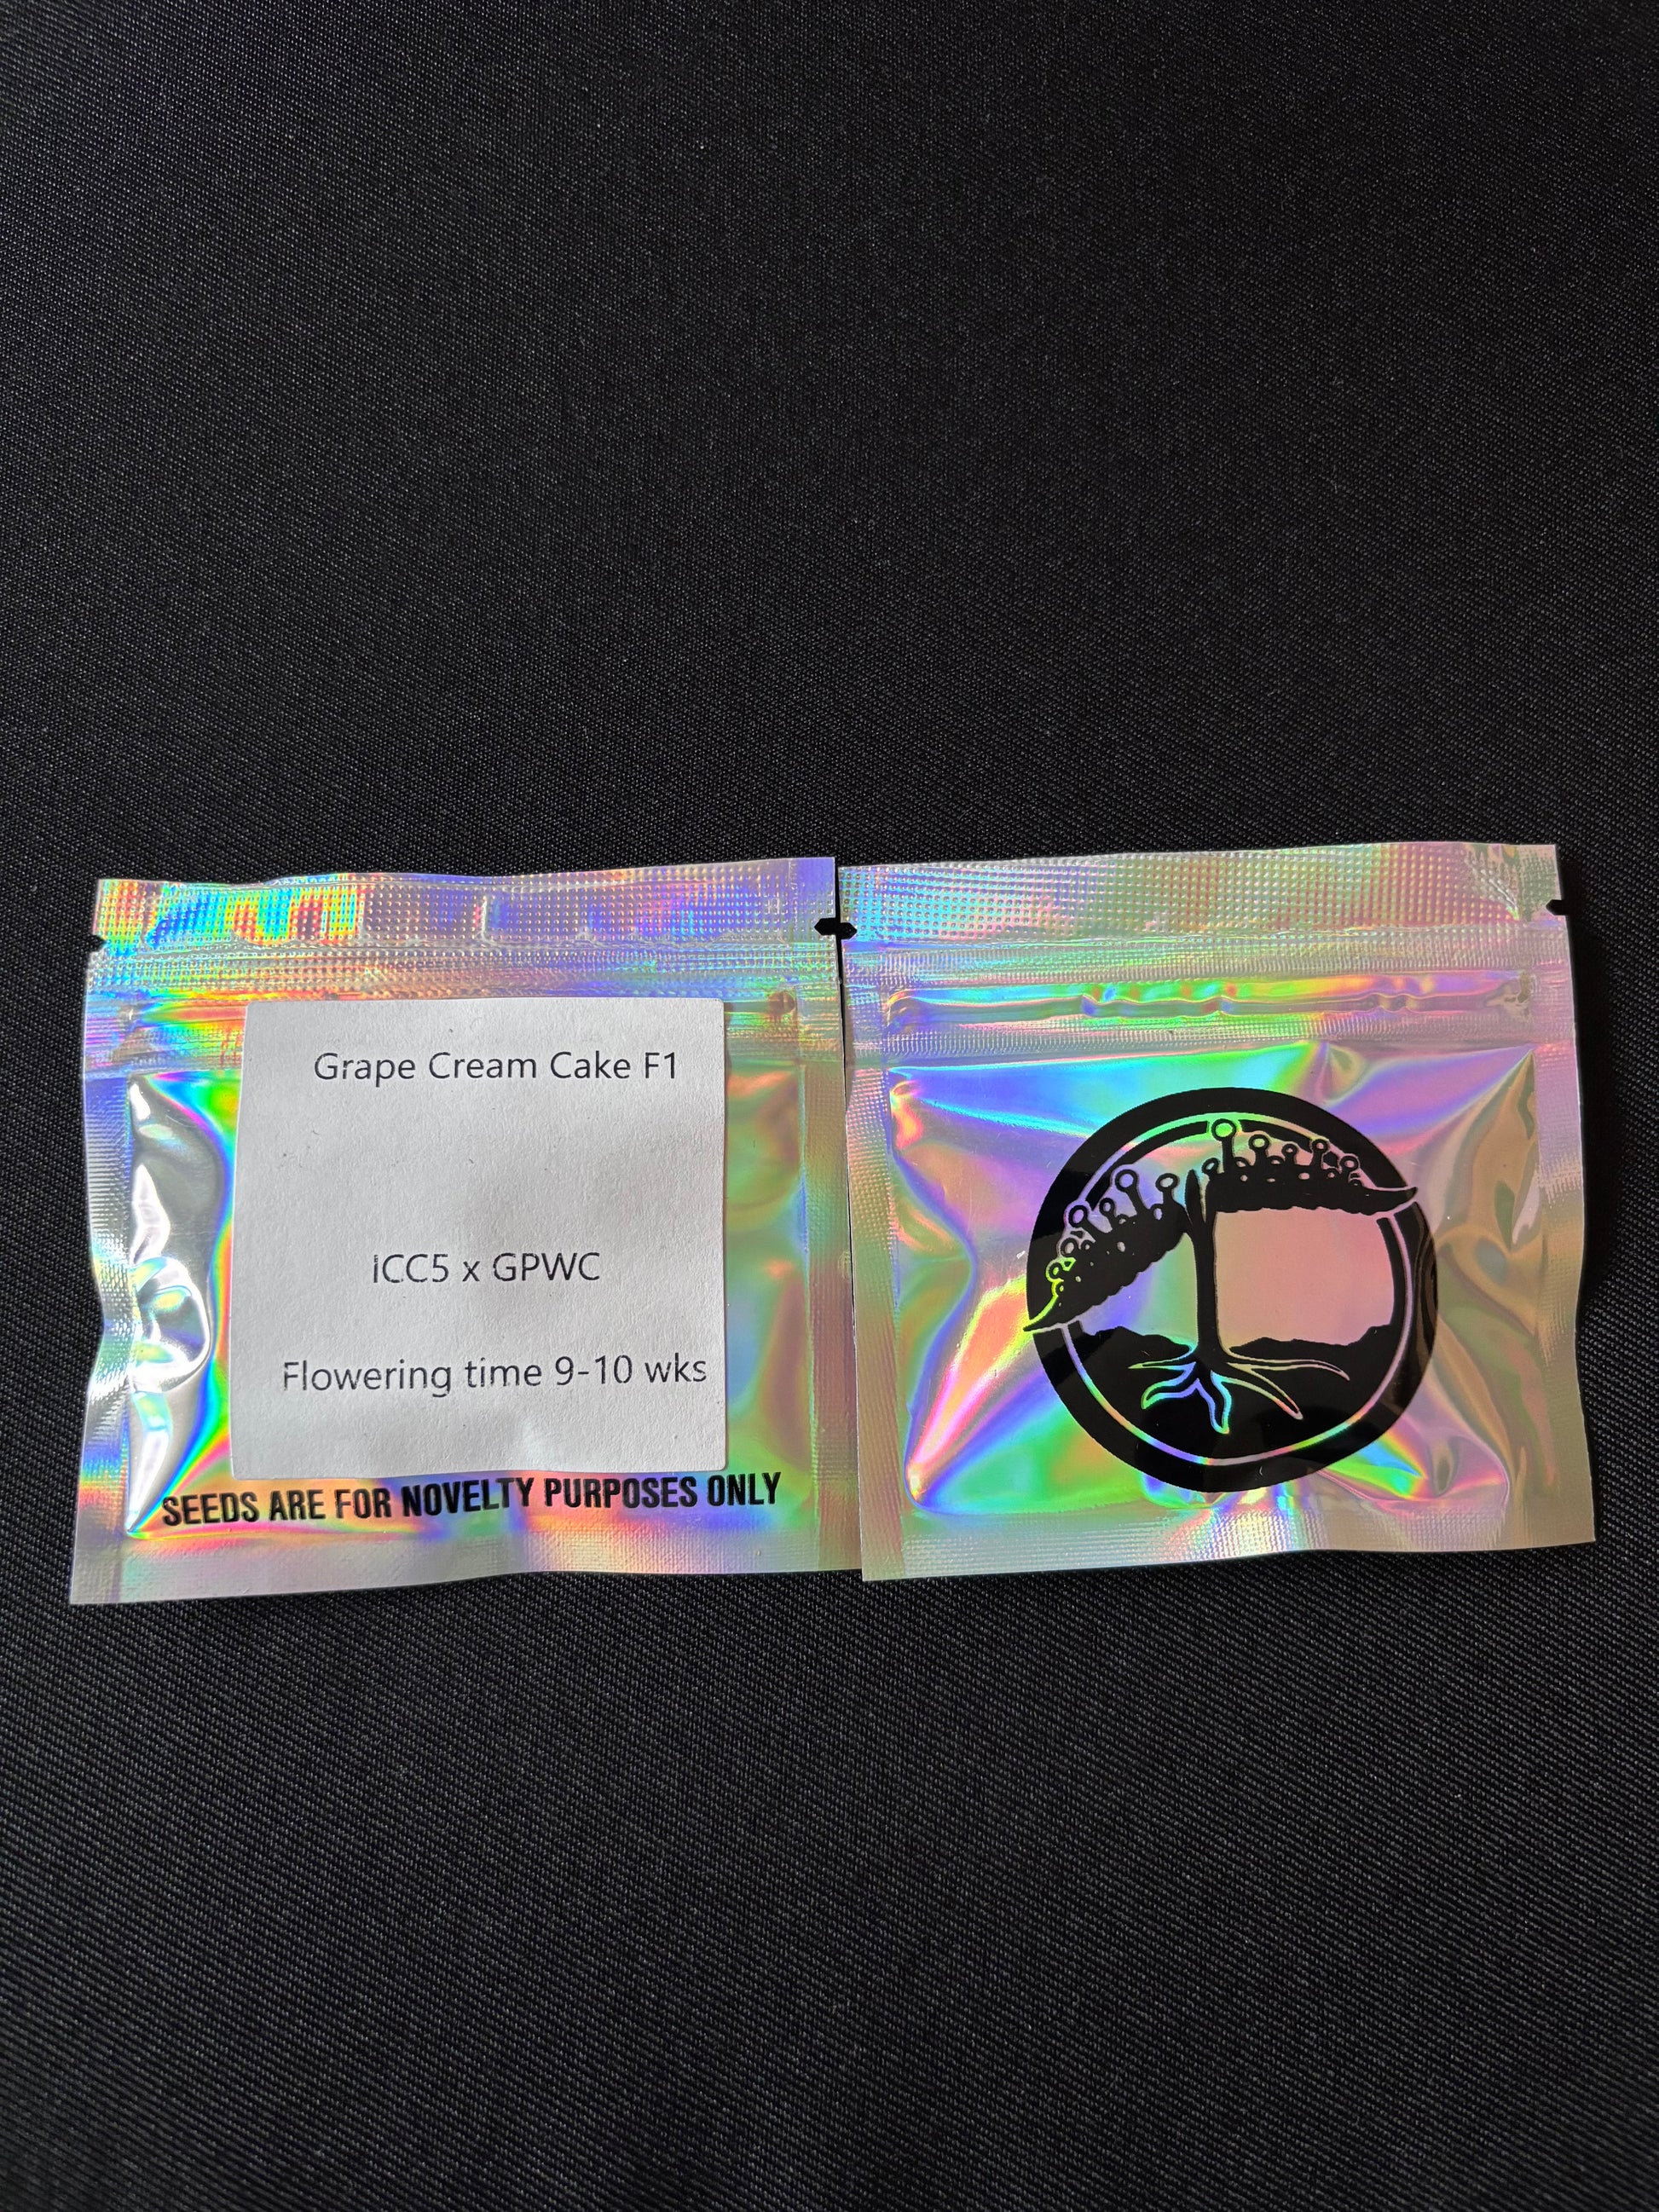 Grape Cream Cake F1
ICC5 x GPWC
Flowering time 9-10 wks
SEEDS ARE FOR NOVELTY PURPOSES ONLY